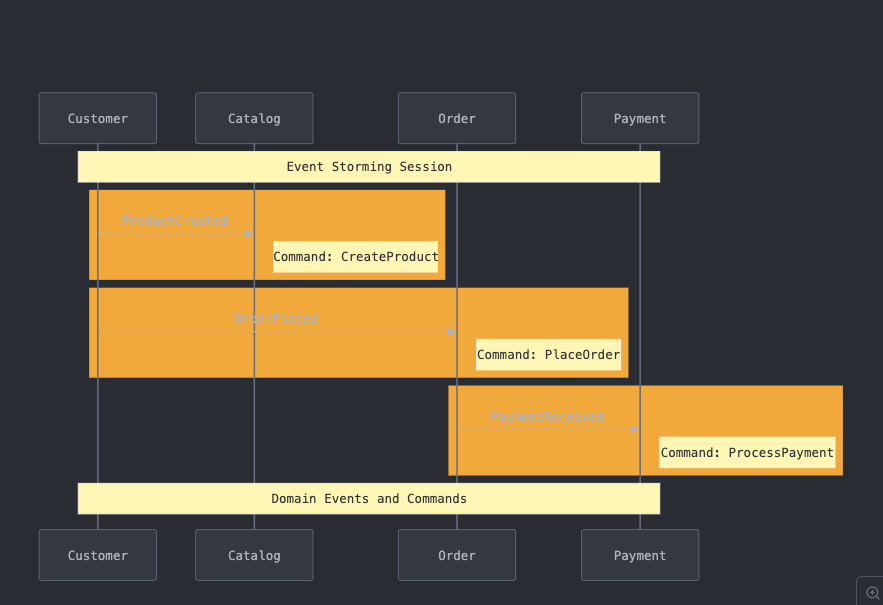 Customer
Catalog
Order
Payment
Event Storming Session
ProductCreated
Command: CreateProduct
OrderPlaced
Command: PlaceOrder
PaymentReceived
Command: ProcessPayment
Domain Events and Commands
Customer
Catalog
Order
Payment